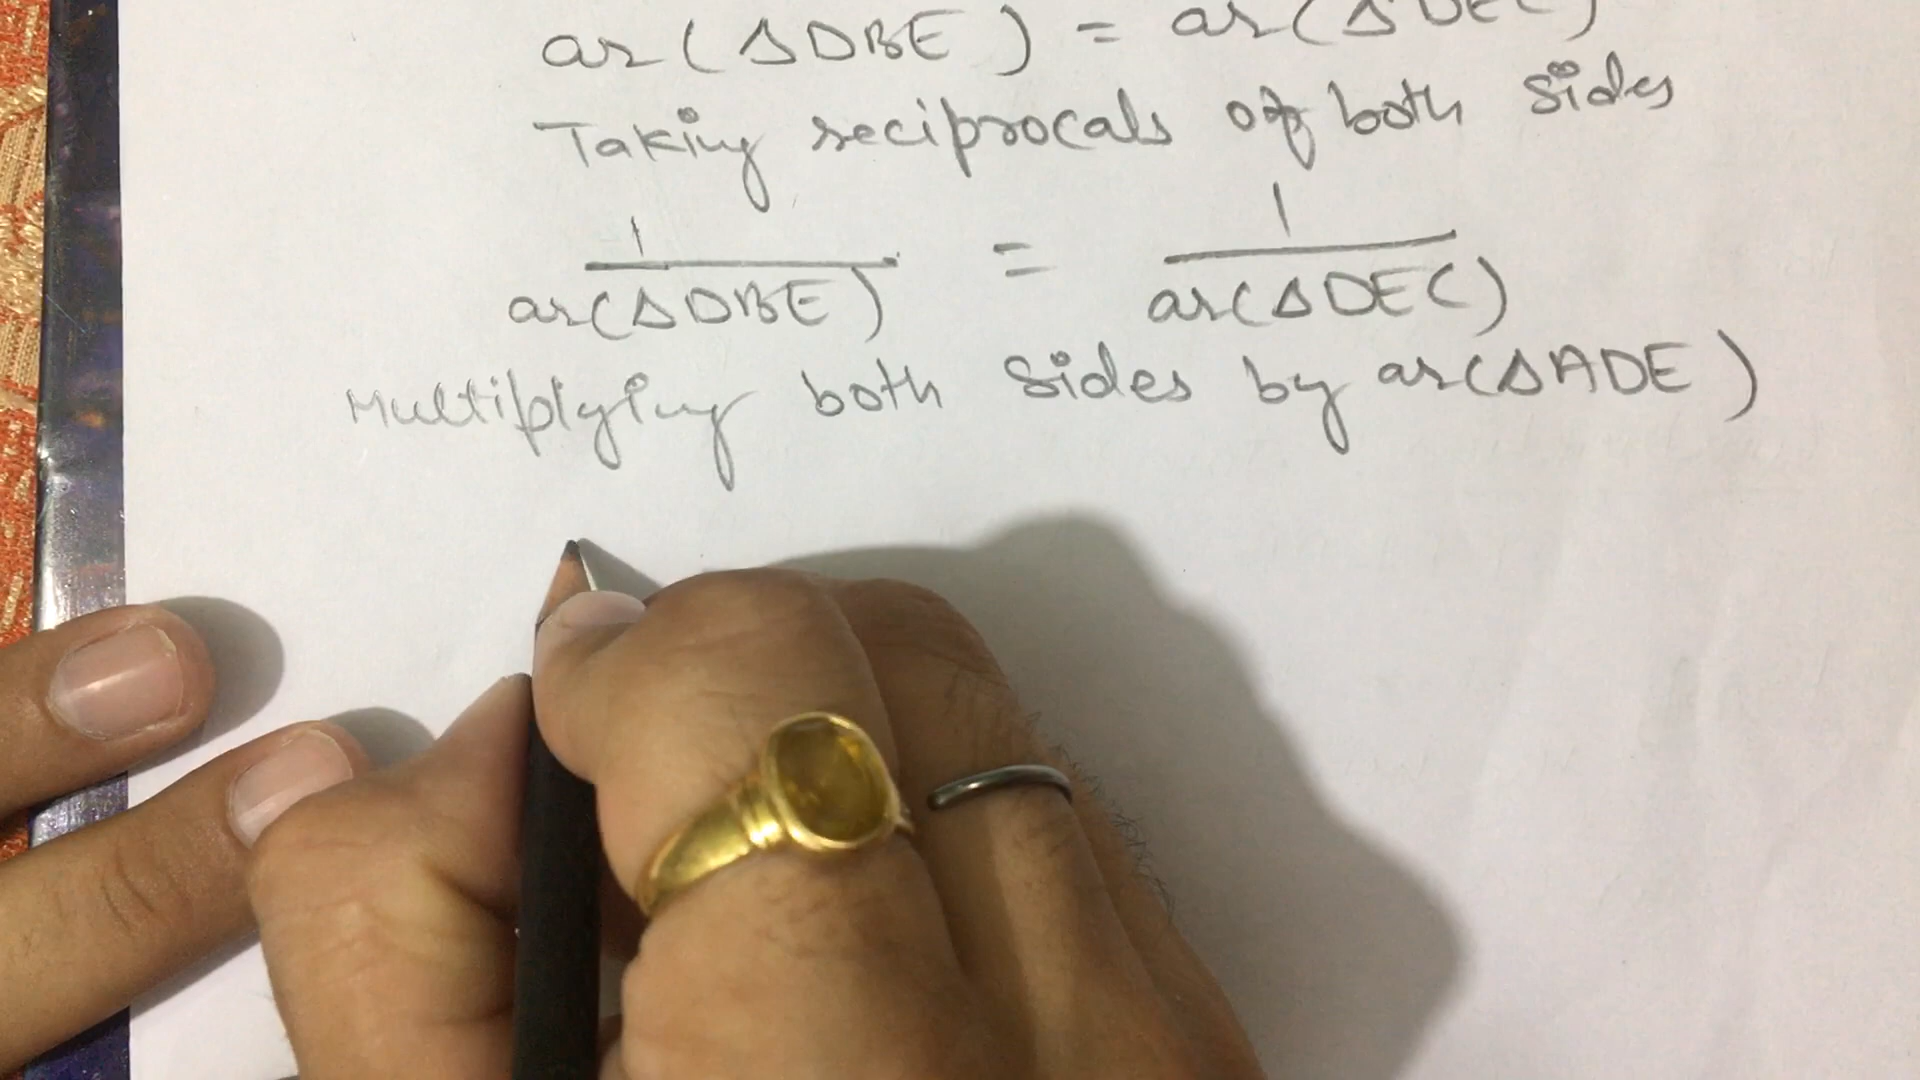 ar(ΔDBE) = ar(ΔDEC)
Taking reciprocals of both sides
1/ar(ΔDBE) = 1/ar(ΔDEC)
Multiplying both sides by ar(ΔADE)